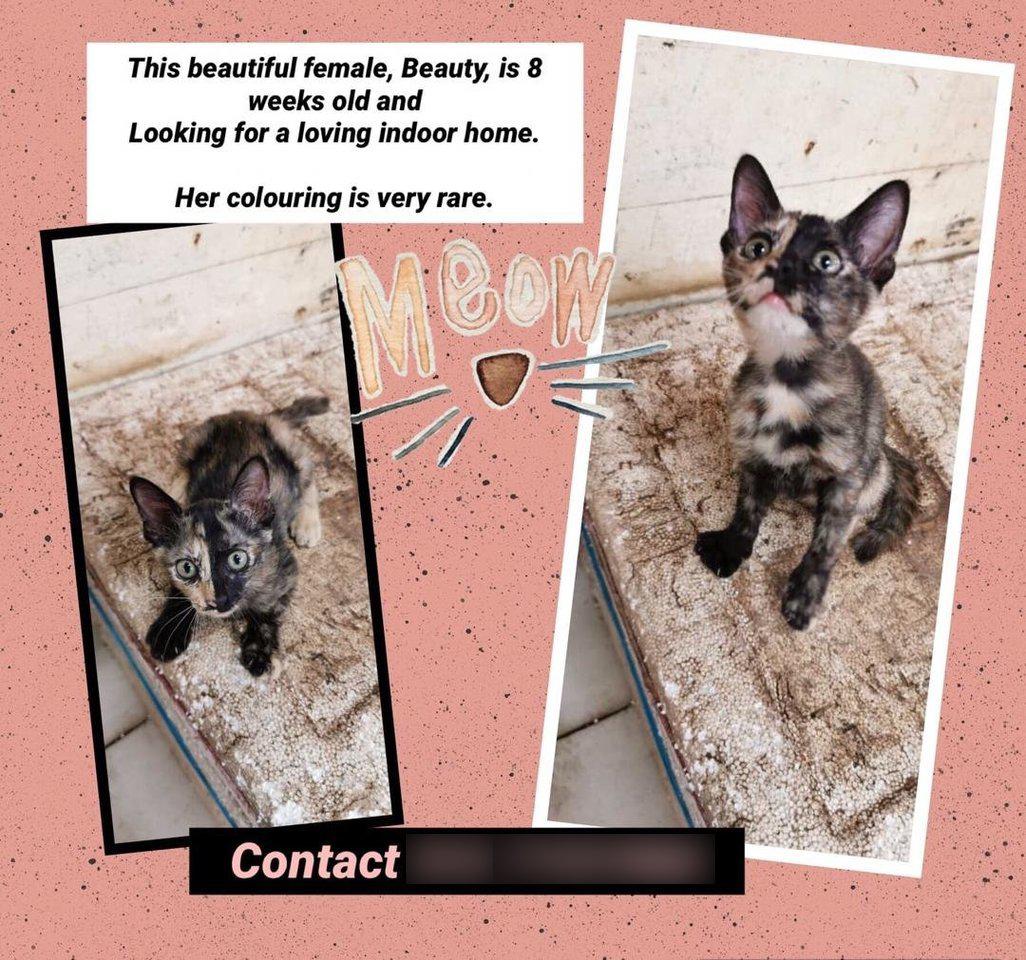 This beautiful female, Beauty, is 8
weeks old and
Looking for a loving indoor home.
Her colouring is very rare.
Meow
Contact